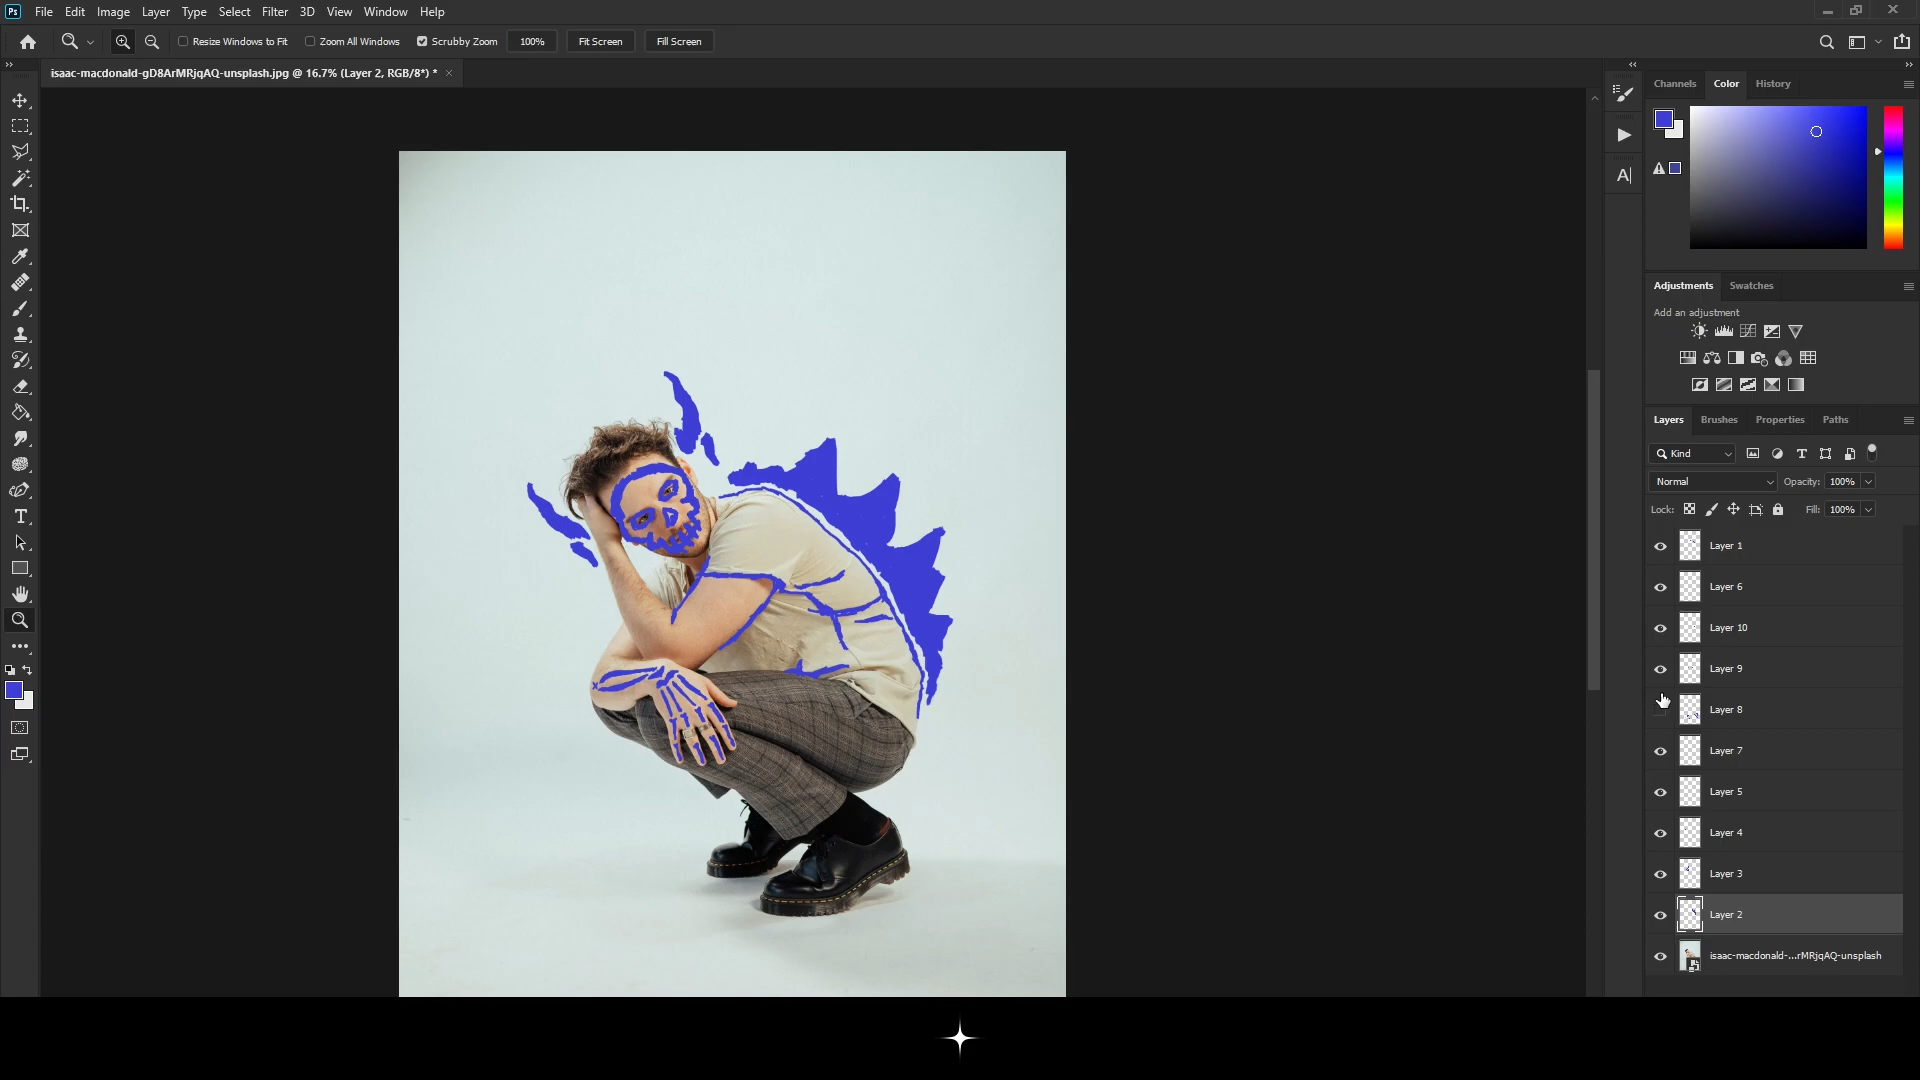 Ps File Edit Image Layer Type Select Filter 3D View Window Help
Resize Windows to Fit Zoom All Windows Scrubby Zoom 100% Fit Screen Fill Screen
isaac-macdonald-gD8ArMRjqAQ-unsplash.jpg @ 16.7% (Layer 2, RGB/8*) *
Channels Color History
Adjustments Swatches
Add an adjustment
Layers Brushes Properties Paths
Kind
Normal Opacity: 100%
Lock: Fill: 100%
Layer 1
Layer 6
Layer 10
Layer 9
Layer 8
Layer 7
Layer 5
Layer 4
Layer 3
Layer 2
isaac-macdonald-...rMRjqAQ-unsplash